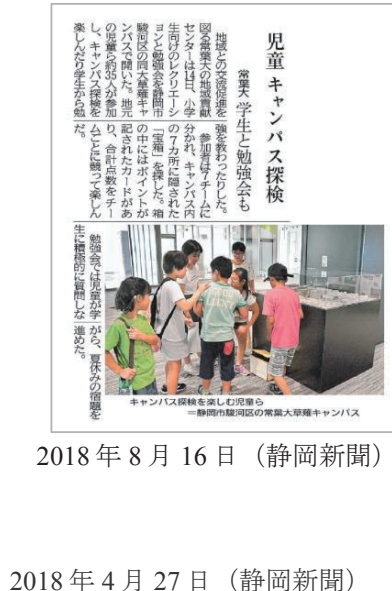 児童 キャンパス探検
常葉大 学生と勉強会も
地域との交流促進を
図る常葉大の地域貢献
センターは14日、小学
生向けのレクリエーシ
ョンと勉強会を静岡市
駿河区の同大草薙キャ
ンパスで開いた。地元
の児童ら約35人が参加
し、キャンパス探検を
楽しんだり学生から勉
強を教わったりした。
参加者は7チームに
分かれ、キャンパス内
の7カ所に隠された
「宝箱」を探した。箱
の中にはポイントが
記されたカードがあ
り、合計点数をチー
ムごとに競って楽しん
だ。
勉強会では児童が学
生に積極的に質問しな
がら、夏休みの宿題を
進めた。
キャンパス探検を楽しむ児童ら
=静岡市駿河区の常葉大草薙キャンパス
2018 年 8 月 16 日（静岡新聞）
2018 年 4 月 27 日（静岡新聞）